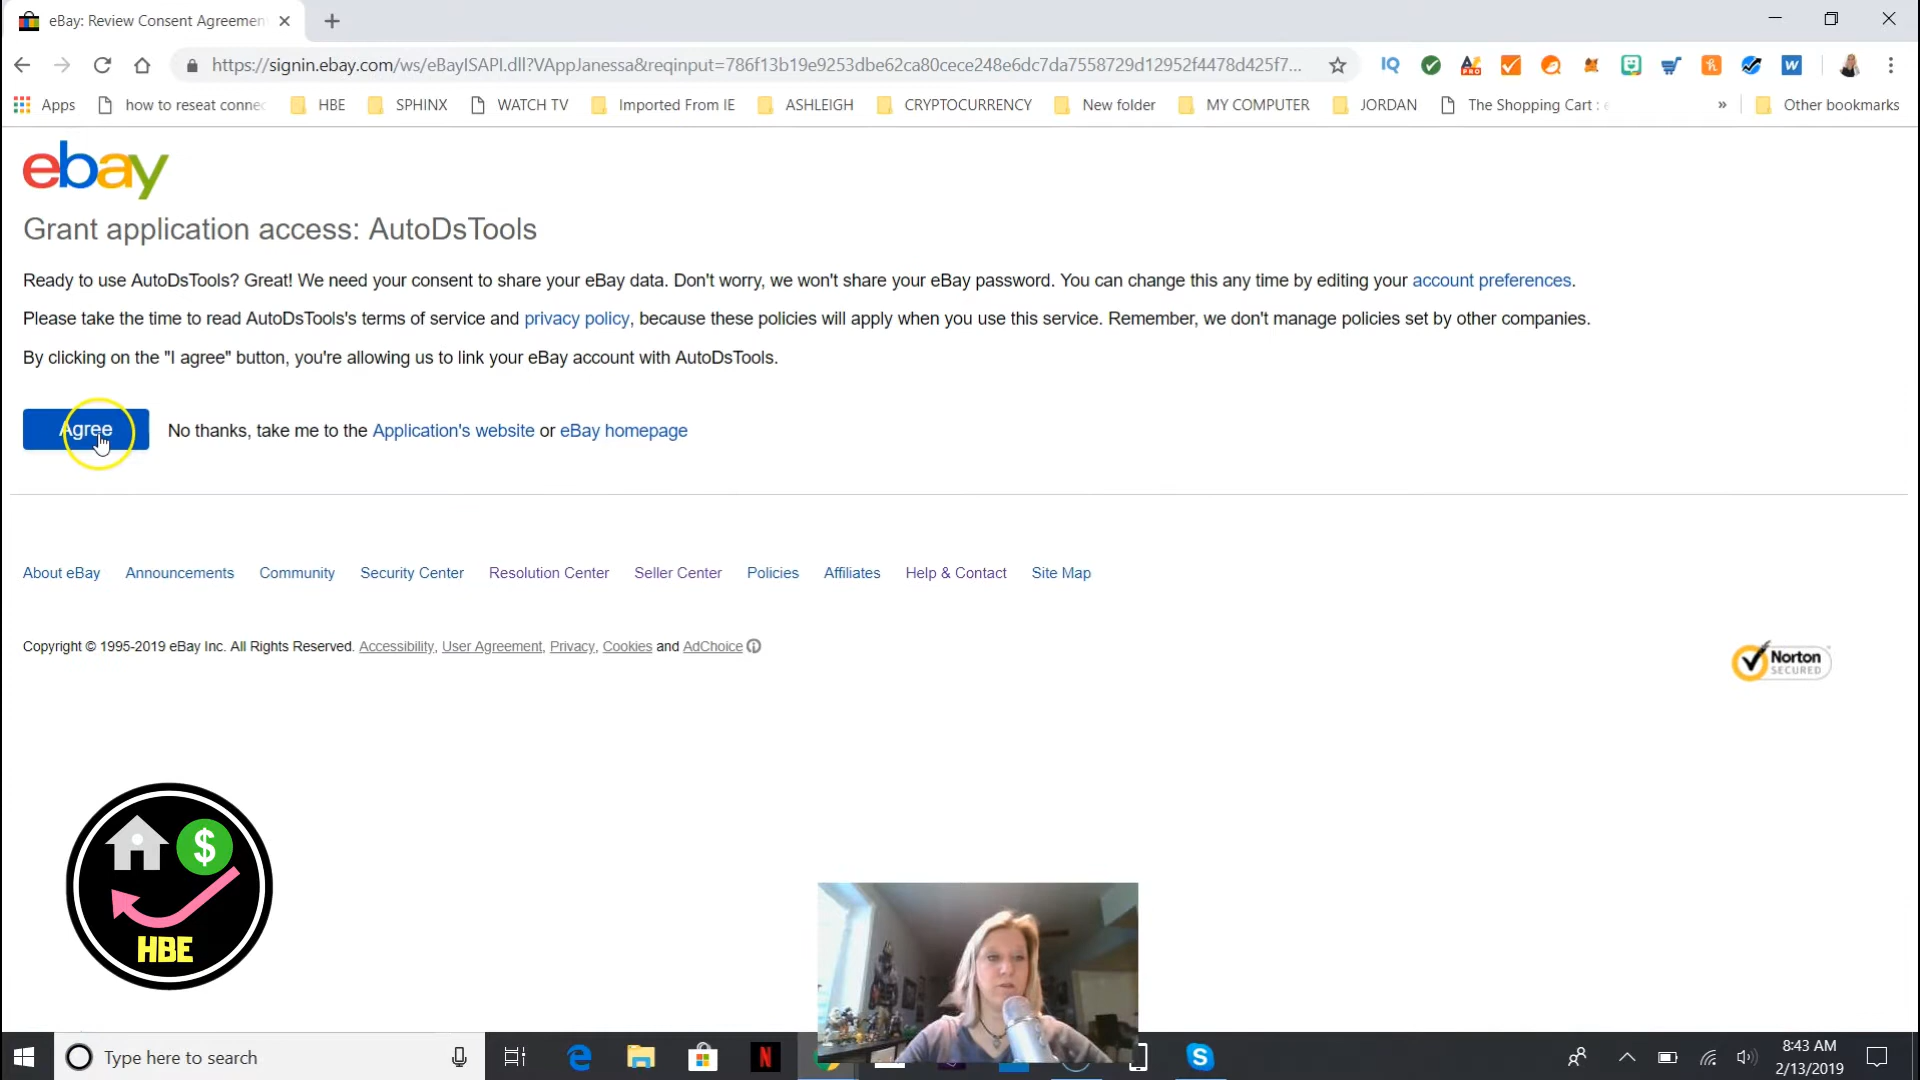 eBay: Review Consent Agreemen
https://signin.ebay.com/ws/eBayISAPI.dll?VAppJanessa&reqinput=786f13b19e9253dbe62ca80cece248e6dc7da7558729d12952f4478d425f7...
IQ
PRO
W
Apps how to reseat connec HBE SPHINX WATCH TV Imported From IE ASHLEIGH CRYPTOCURRENCY New folder MY COMPUTER JORDAN The Shopping Cart : » Other bookmarks
ebay
Grant application access: AutoDsTools
Ready to use AutoDsTools? Great! We need your consent to share your eBay data. Don't worry, we won't share your eBay password. You can change this any time by editing your account preferences.
Please take the time to read AutoDsTools's terms of service and privacy policy, because these policies will apply when you use this service. Remember, we don't manage policies set by other companies.
By clicking on the "I agree" button, you're allowing us to link your eBay account with AutoDsTools.
Agree No thanks, take me to the Application's website or eBay homepage
About eBay Announcements Community Security Center Resolution Center Seller Center Policies Affiliates Help & Contact Site Map
Copyright © 1995-2019 eBay Inc. All Rights Reserved. Accessibility, User Agreement, Privacy, Cookies and AdChoice
Norton
SECURED
$
HBE
Type here to search
8:43 AM
2/13/2019